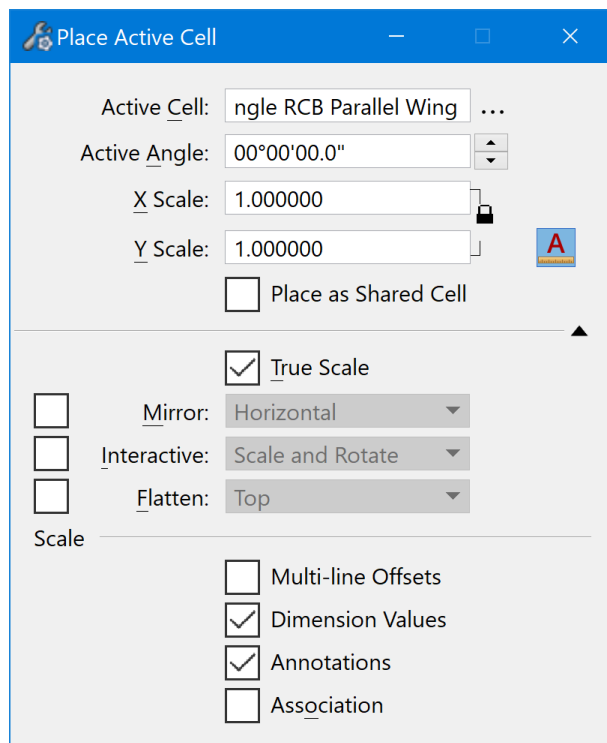 Place Active Cell
Active Cell: ngle RCB Parallel Wing ...
Active Angle: 00°00'00.0"
X Scale: 1.000000
Y Scale: 1.000000
A
Place as Shared Cell
True Scale
Mirror: Horizontal
Interactive: Scale and Rotate
Flatten: Top
Scale
Multi-line Offsets
Dimension Values
Annotations
Association